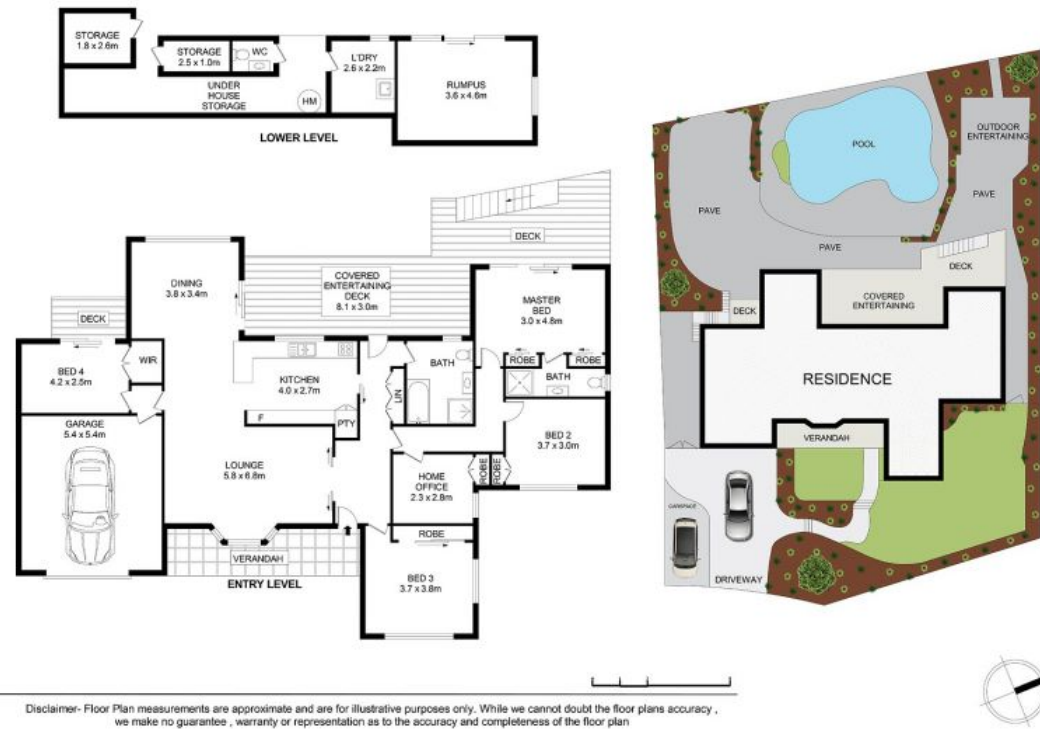 STORAGE
1.8 x 2.6m
STORAGE
2.5 x 1.0m
WC
L'DRY
2.6 x 2.2m
RUMPUS
3.6 x 4.6m
UNDER
HOUSE
STORAGE
HM
LOWER LEVEL
DECK
DINING
3.8 x 3.4m
COVERED
ENTERTAINING
DECK
8.1 x 3.0m
MASTER
BED
3.0 x 4.8m
DECK
BED 4
4.2 x 2.5m
WIR
KITCHEN
4.0 x 2.7m
BATH
ROBE
ROBE
BATH
LIN
F
PTY
GARAGE
5.4 x 5.4m
BED 2
3.7 x 3.0m
LOUNGE
5.8 x 6.8m
HOME
OFFICE
2.3 x 2.8m
ROBE
ROBE
ROBE
VERANDAH
BED 3
3.7 x 3.8m
ENTRY LEVEL
OUTDOOR
ENTERTAINING
POOL
PAVE
PAVE
PAVE
DECK
COVERED
ENTERTAINING
DECK
RESIDENCE
VERANDAH
CARSPACE
DRIVEWAY
Disclaimer- Floor Plan measurements are approximate and are for illustrative purposes only. While we cannot doubt the floor plans accuracy ,
we make no guarantee , warranty or representation as to the accuracy and completeness of the floor plan